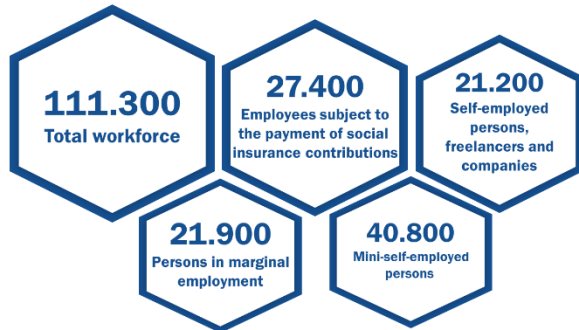 111.300
Total workforce
27.400
Employees subject to
the payment of social
insurance contributions
21.200
Self-employed
persons,
freelancers and
companies
21.900
Persons in marginal
employment
40.800
Mini-self-employed
persons